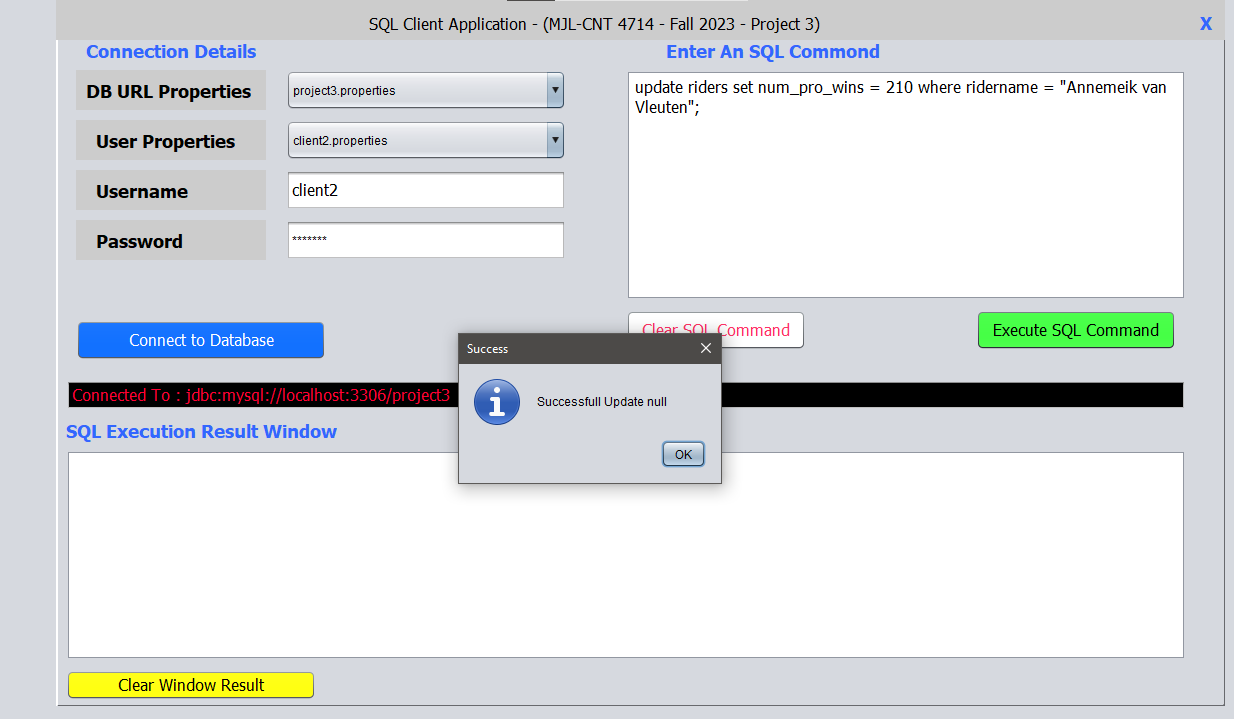 SQL Client Application - (MJL-CNT 4714 - Fall 2023 - Project 3)
X
Connection Details
Enter An SQL Commond
DB URL Properties
project3.properties
User Properties
client2.properties
Username
client2
Password
*******
update riders set num_pro_wins = 210 where ridername = "Annemeik van
Vleuten";
Connect to Database
Clear SQL Command
Execute SQL Command
Success
Successfull Update null
OK
Connected To : jdbc:mysql://localhost:3306/project3
SQL Execution Result Window
Clear Window Result